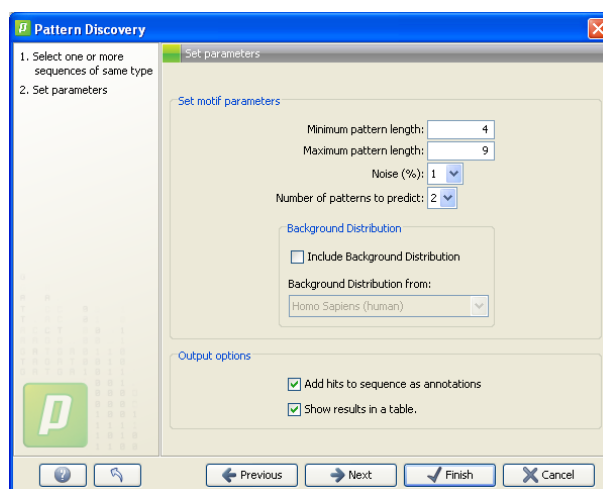 Pattern Discovery
1. Select one or more
sequences of same type
2. Set parameters
Set parameters
Set motif parameters
Minimum pattern length: 4
Maximum pattern length: 9
Noise (%): 1
Number of patterns to predict: 2
Background Distribution
Include Background Distribution
Background Distribution from:
Homo Sapiens (human)
Output options
Add hits to sequence as annotations
Show results in a table.
? Previous Next Finish Cancel